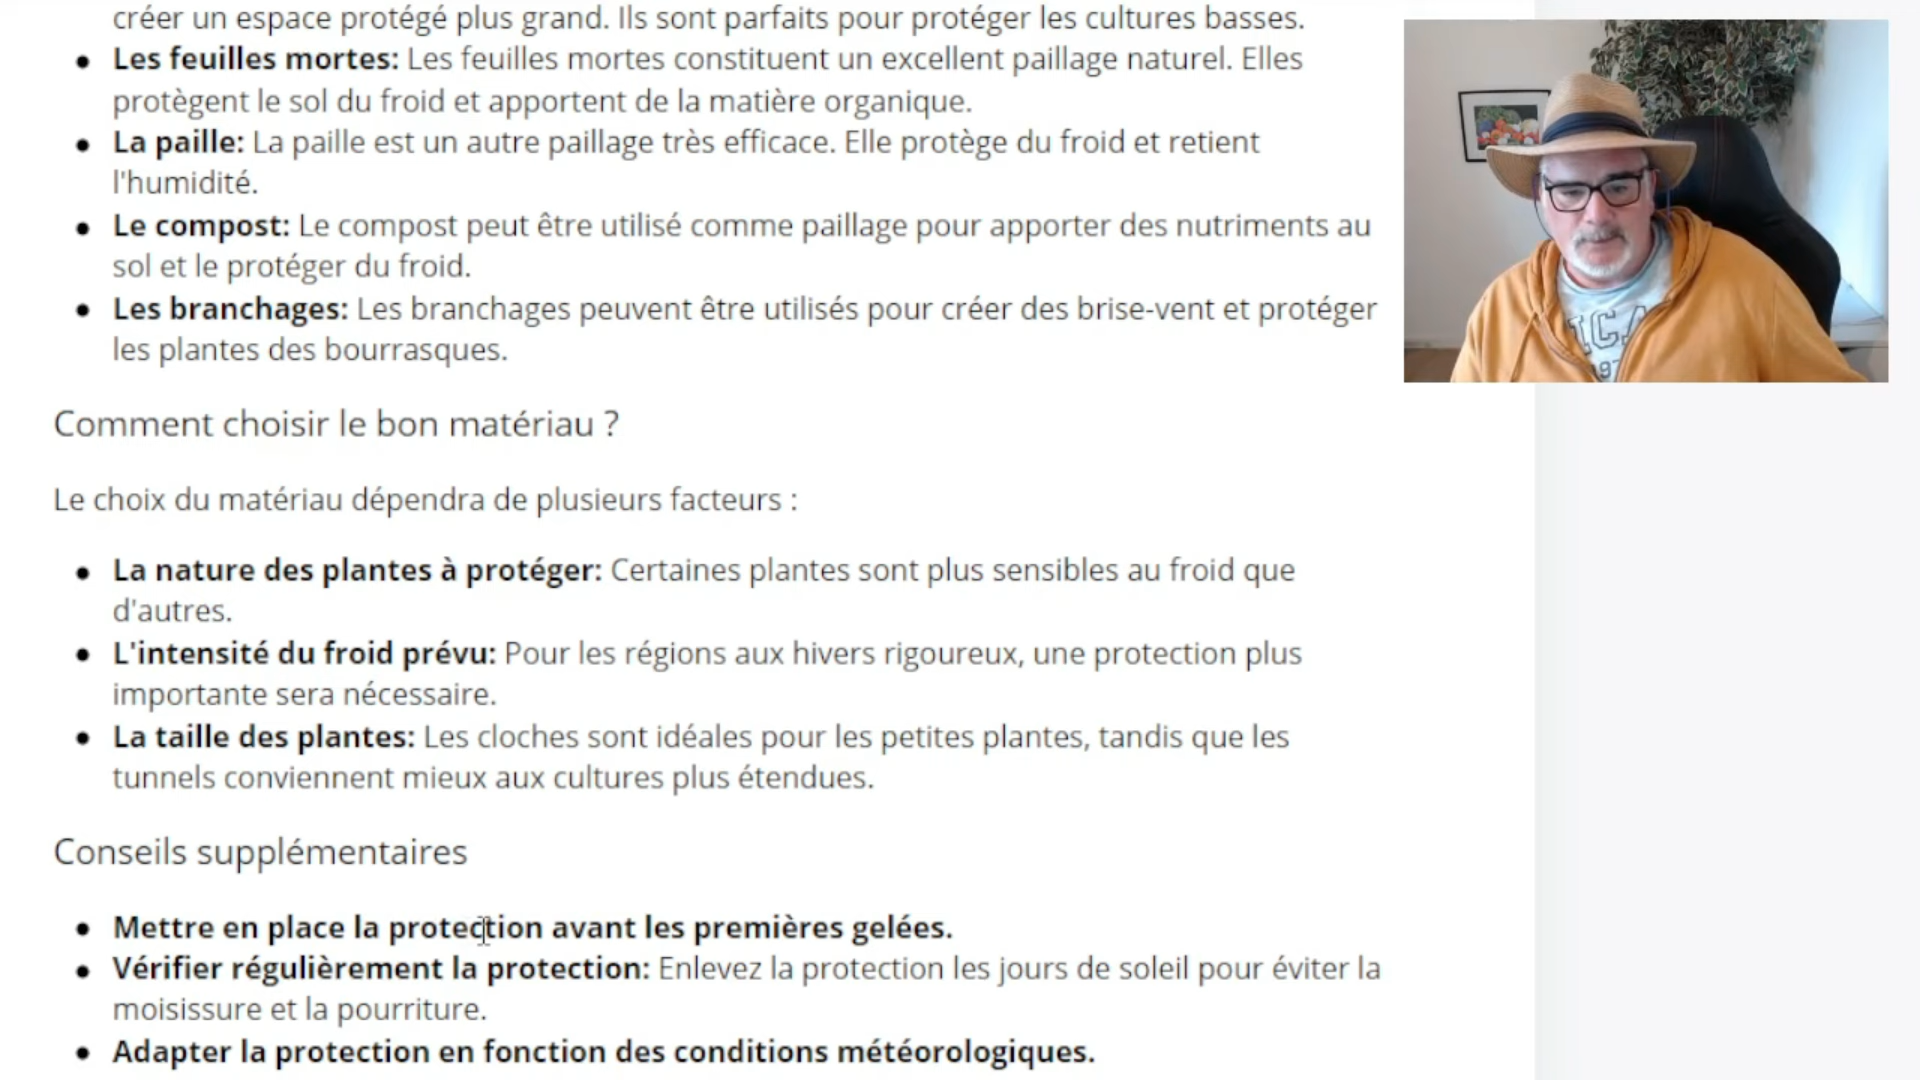 créer un espace protégé plus grand. Ils sont parfaits pour protéger les cultures basses.
Les feuilles mortes: Les feuilles mortes constituent un excellent paillage naturel. Elles
protègent le sol du froid et apportent de la matière organique.
La paille: La paille est un autre paillage très efficace. Elle protège du froid et retient
l'humidité.
Le compost: Le compost peut être utilisé comme paillage pour apporter des nutriments au
sol et le protéger du froid.
Les branchages: Les branchages peuvent être utilisés pour créer des brise-vent et protéger
les plantes des bourrasques.
Comment choisir le bon matériau ?
Le choix du matériau dépendra de plusieurs facteurs :
La nature des plantes à protéger: Certaines plantes sont plus sensibles au froid que
d'autres.
L'intensité du froid prévu: Pour les régions aux hivers rigoureux, une protection plus
importante sera nécessaire.
La taille des plantes: Les cloches sont idéales pour les petites plantes, tandis que les
tunnels conviennent mieux aux cultures plus étendues.
Conseils supplémentaires
Mettre en place la protection avant les premières gelées.
Vérifier régulièrement la protection: Enlevez la protection les jours de soleil pour éviter la
moisissure et la pourriture.
Adapter la protection en fonction des conditions météorologiques.